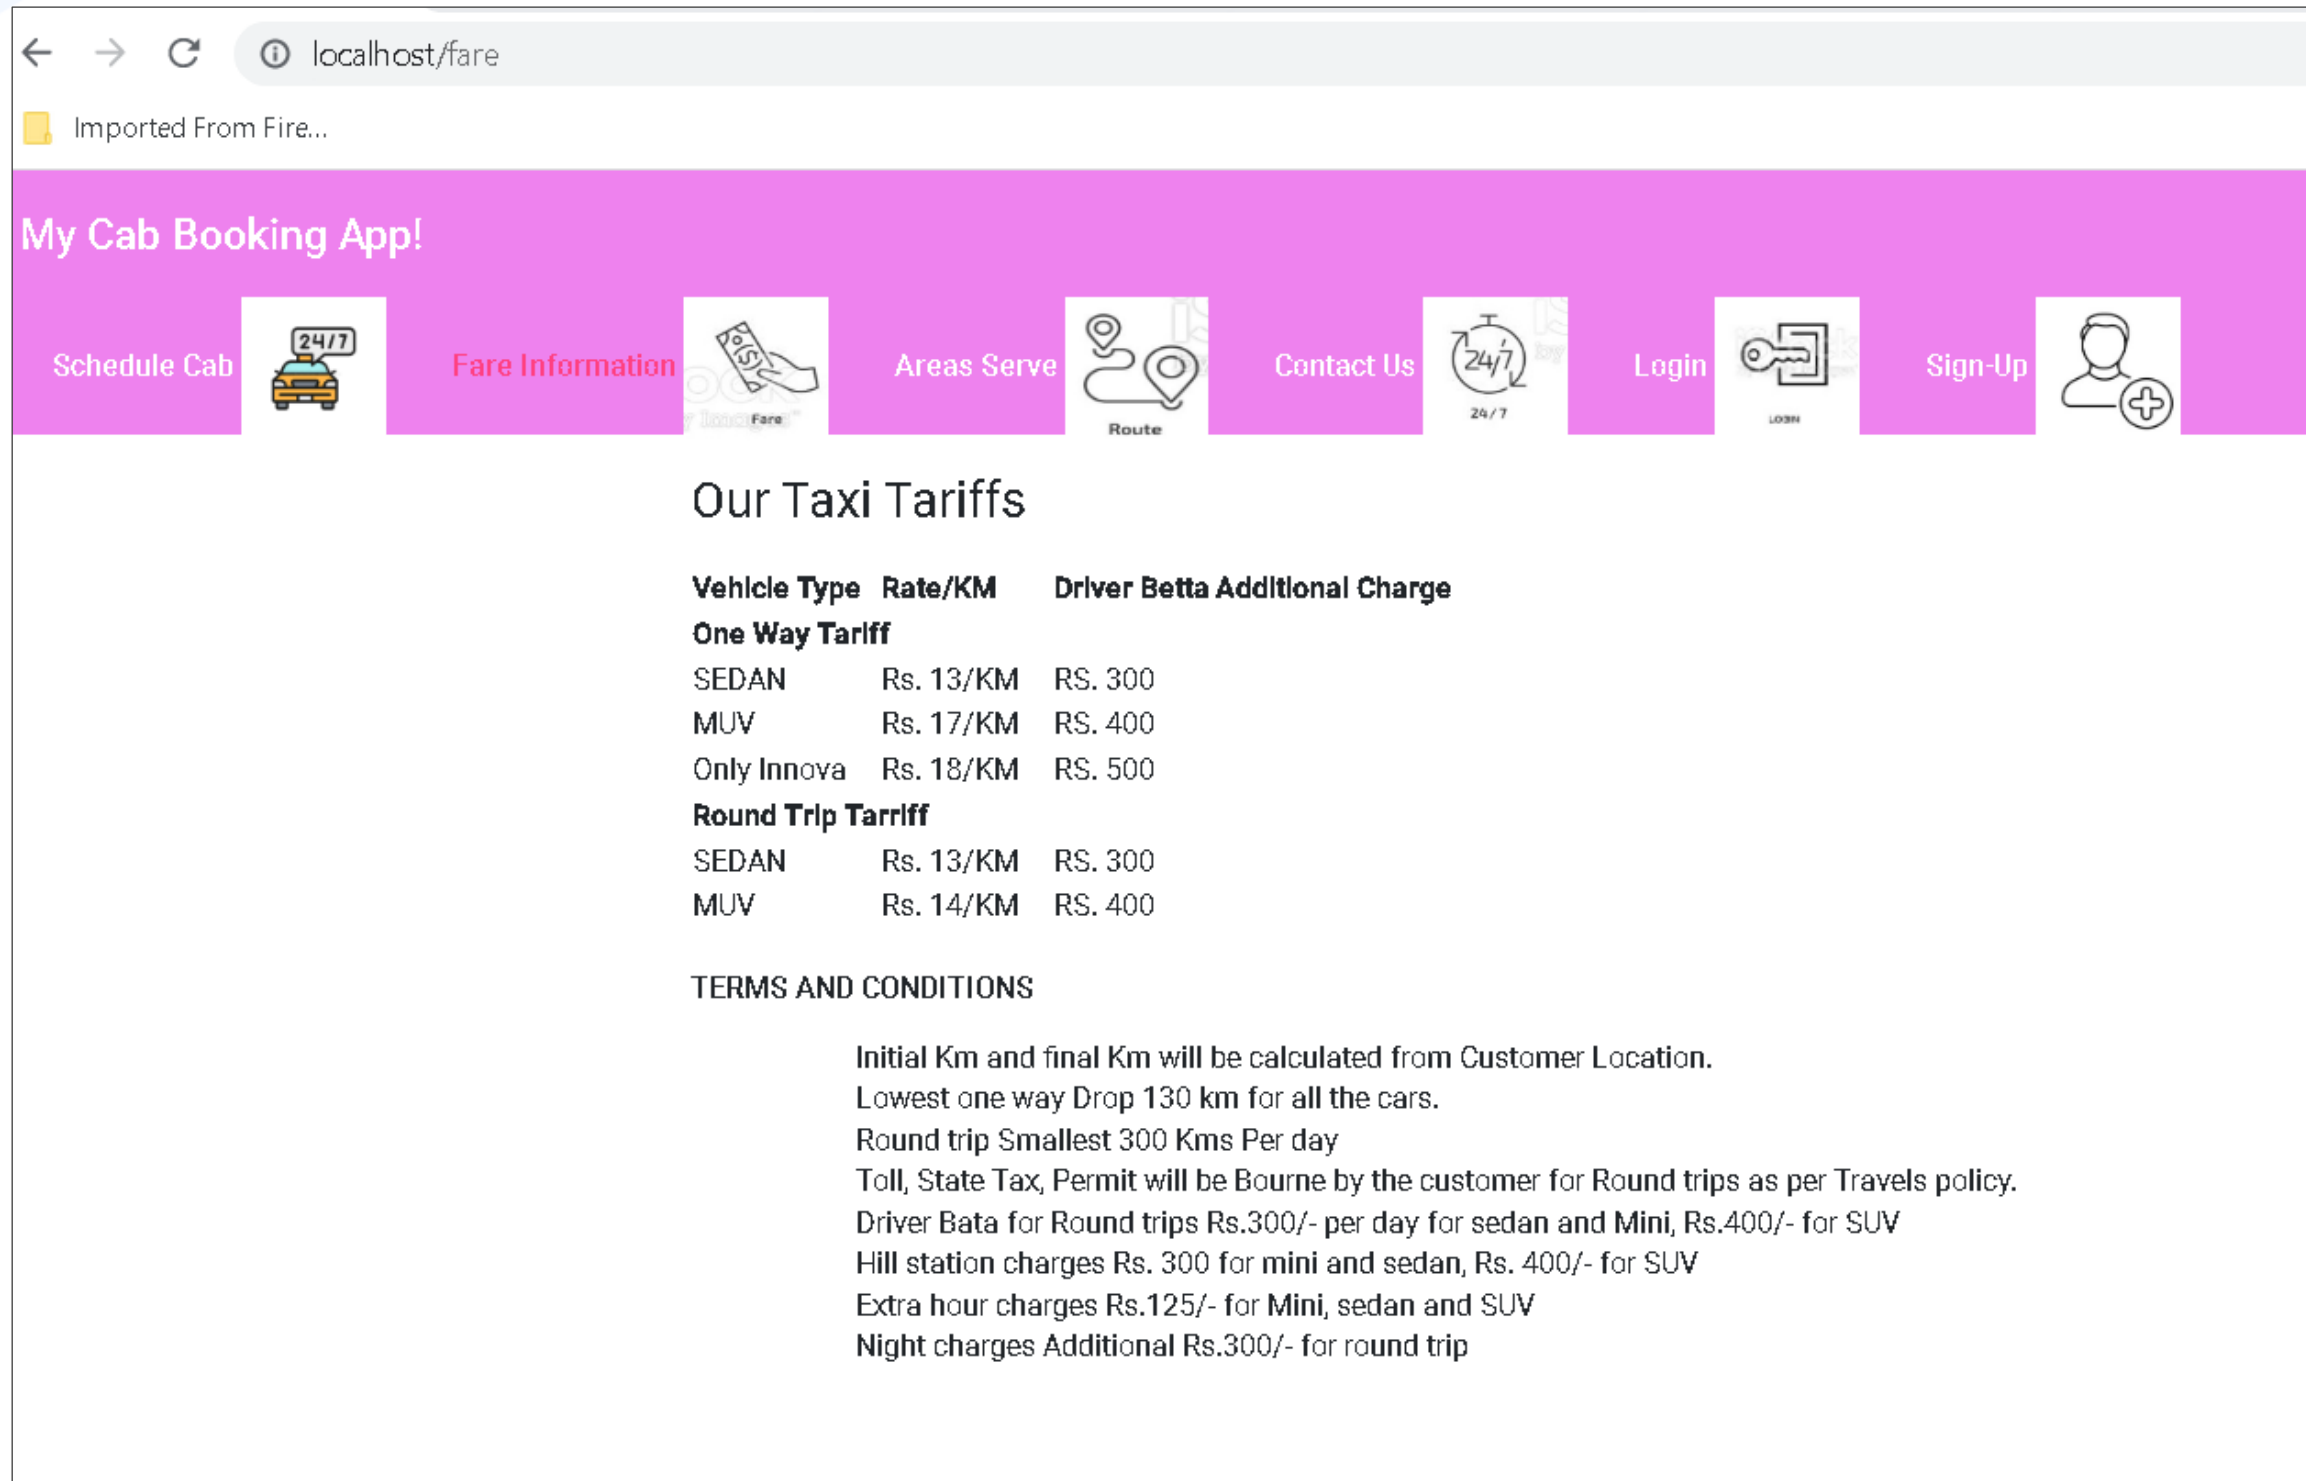 localhost/fare
Imported From Fire...
My Cab Booking App!
Schedule Cab 24/7 Fare Information Fare Areas Serve Route Contact Us 24/7 24/7 Login LOGIN Sign-Up
Our Taxi Tariffs
Vehicle Type Rate/KM Driver Betta Additional Charge
One Way Tariff
SEDAN Rs. 13/KM RS. 300
MUV Rs. 17/KM RS. 400
Only Innova Rs. 18/KM RS. 500
Round Trip Tarriff
SEDAN Rs. 13/KM RS. 300
MUV Rs. 14/KM RS. 400
TERMS AND CONDITIONS
Initial Km and final Km will be calculated from Customer Location.
Lowest one way Drop 130 km for all the cars.
Round trip Smallest 300 Kms Per day
Toll, State Tax, Permit will be Bourne by the customer for Round trips as per Travels policy.
Driver Bata for Round trips Rs.300/- per day for sedan and Mini, Rs.400/- for SUV
Hill station charges Rs. 300 for mini and sedan, Rs. 400/- for SUV
Extra hour charges Rs.125/- for Mini, sedan and SUV
Night charges Additional Rs.300/- for round trip